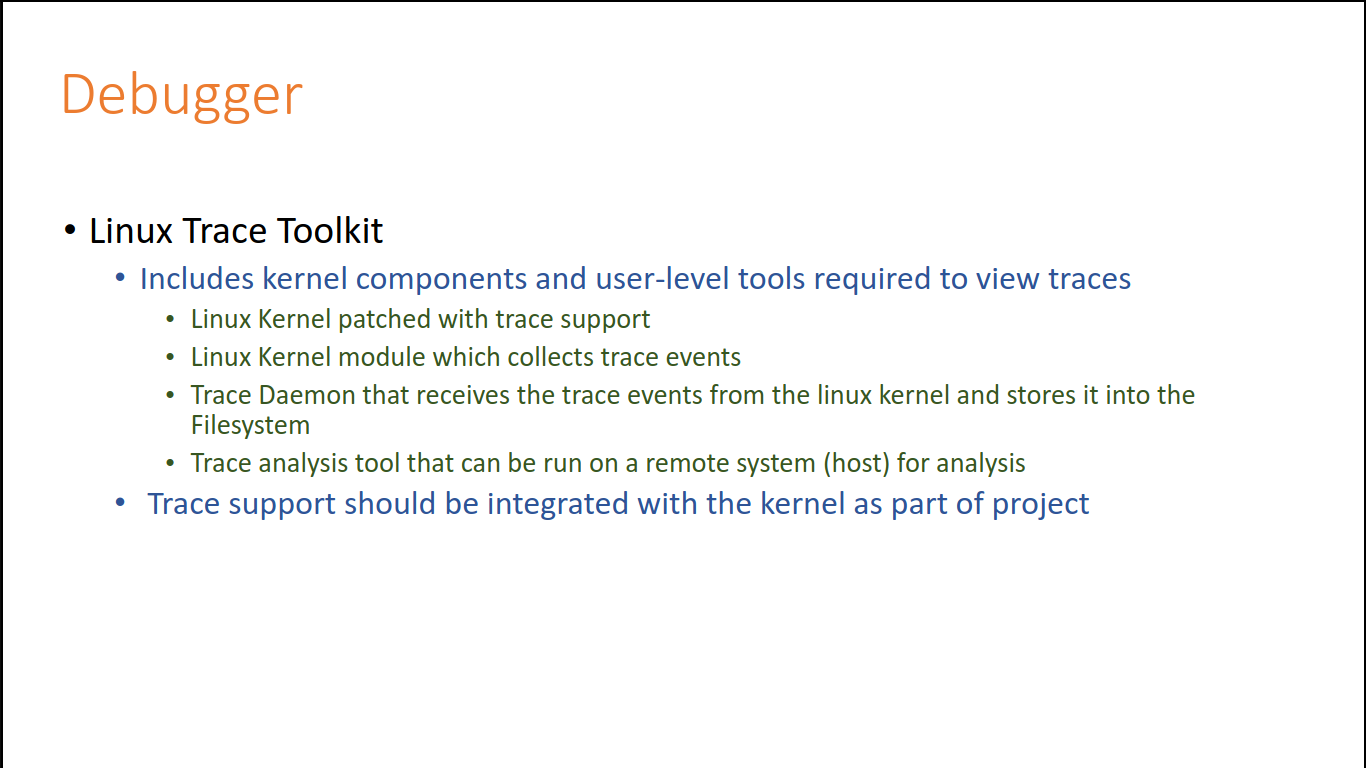 Debugger
• Linux Trace Toolkit
• Includes kernel components and user-level tools required to view traces
• Linux Kernel patched with trace support
• Linux Kernel module which collects trace events
• Trace Daemon that receives the trace events from the linux kernel and stores it into the
Filesystem
• Trace analysis tool that can be run on a remote system (host) for analysis
• Trace support should be integrated with the kernel as part of project